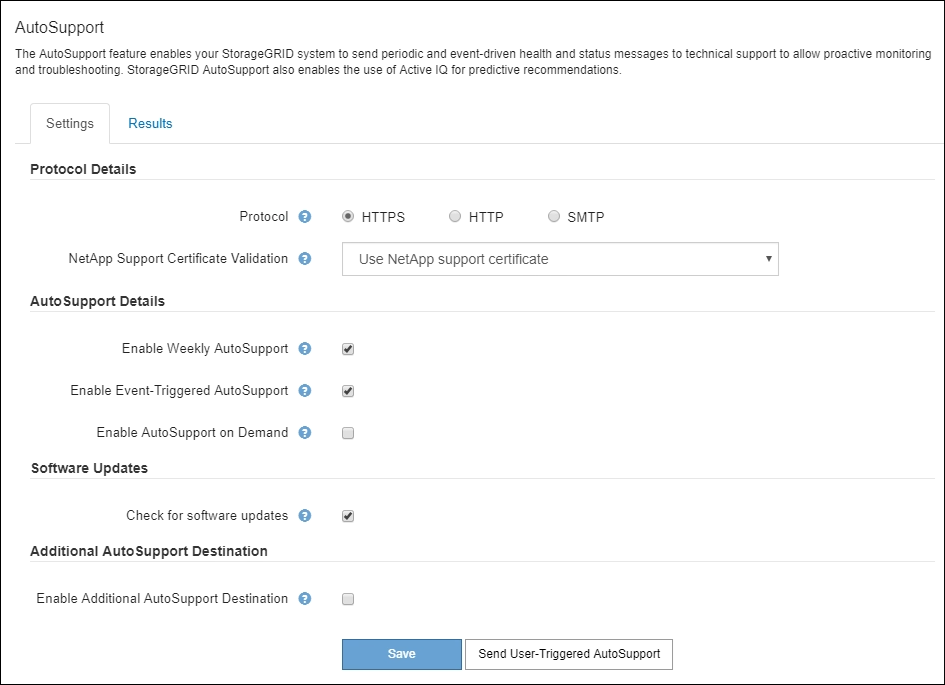 AutoSupport
The AutoSupport feature enables your StorageGRID system to send periodic and event-driven health and status messages to technical support to allow proactive monitoring
and troubleshooting. StorageGRID AutoSupport also enables the use of Active IQ for predictive recommendations.
Settings Results
Protocol Details
Protocol ? HTTPS HTTP SMTP
NetApp Support Certificate Validation ? Use NetApp support certificate
AutoSupport Details
Enable Weekly AutoSupport ?
Enable Event-Triggered AutoSupport ?
Enable AutoSupport on Demand ?
Software Updates
Check for software updates ?
Additional AutoSupport Destination
Enable Additional AutoSupport Destination ?
Save Send User-Triggered AutoSupport